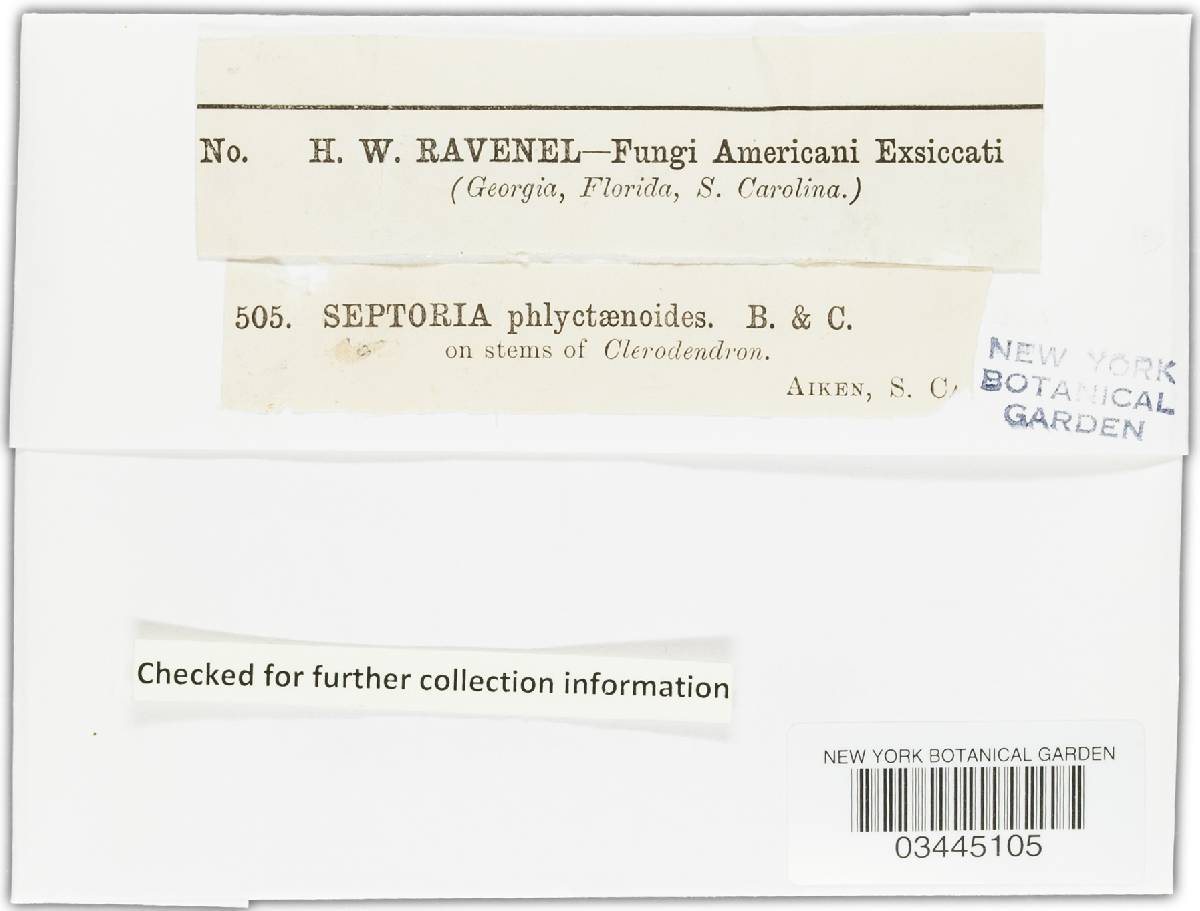 No. H. W. RAVENEL—Fungi Americani Exsiccati
(Georgia, Florida, S. Carolina.)
505. SEPTORIA phlyctænoides. B. & C.
on stems of Clerodendron.
AIKEN, S. CA
NEW YORK
BOTANICAL
GARDEN
Checked for further collection information
NEW YORK BOTANICAL GARDEN
03445105